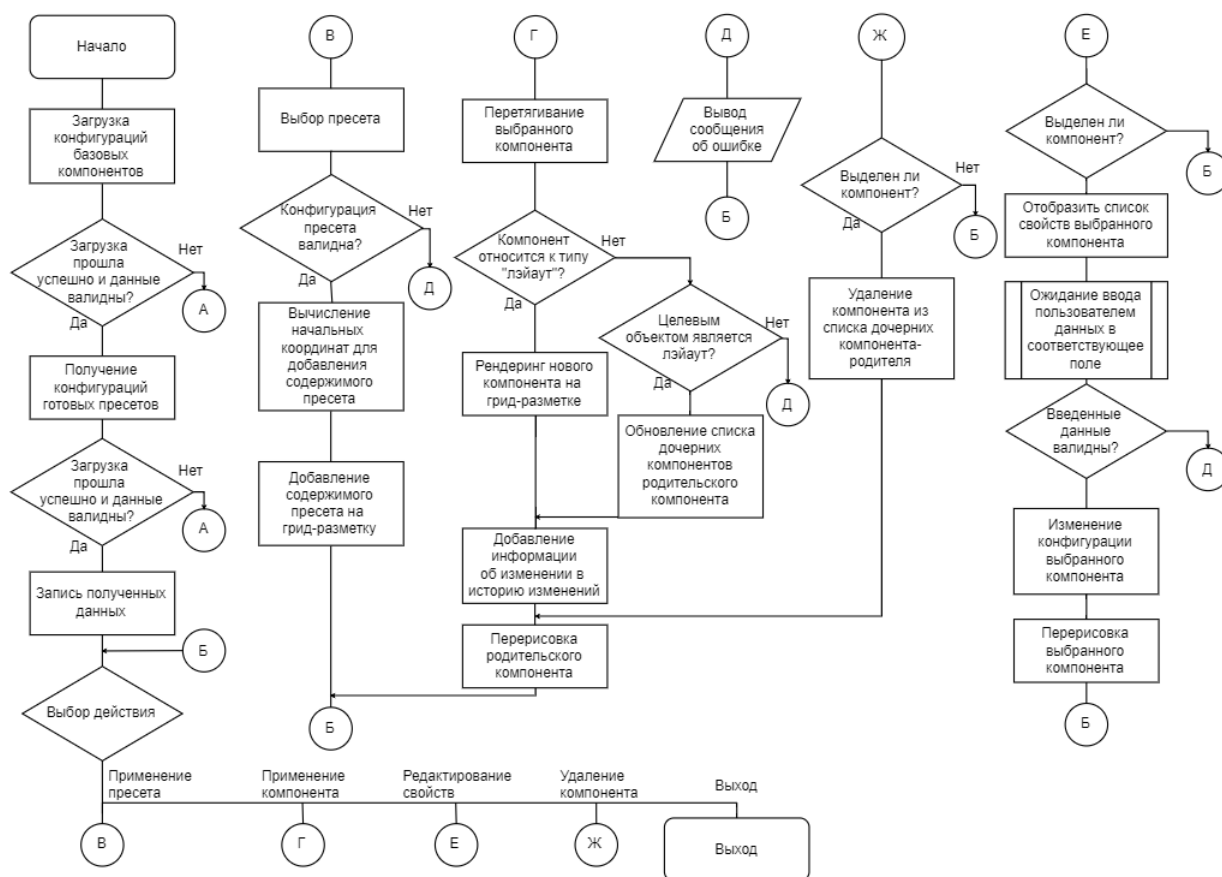 Начало
Загрузка
конфигураций
базовых
компонентов
Загрузка
прошла
успешно и данные
валидны?
Нет
А
Да
Получение
конфигураций
готовых пресетов
Загрузка
прошла
успешно и данные
валидны?
Нет
А
Да
Запись полученных
данных
Б
Выбор действия
Применение
пресета
В
Применение
компонента
Г
Редактирование
свойств
Е
Удаление
компонента
Ж
Выход
Выход
В
Выбор пресета
Конфигурация
пресета
валидна?
Нет
Д
Да
Вычисление
начальных
координат для
добавления
содержимого
пресета
Добавление
содержимого
пресета на
грид-разметку
Б
Г
Перетягивание
выбранного
компонента
Компонент
относится к типу
"лэйаут"?
Нет
Да
Рендеринг нового
компонента на
грид-разметке
Целевым
объектом является
лэйаут?
Нет
Д
Да
Обновление списка
дочерних
компонентов
родительского
компонента
Добавление
информации
об изменении в
историю изменений
Перерисовка
родительского
компонента
Д
Вывод
сообщения
об ошибке
Б
Ж
Выделен ли
компонент?
Нет
Б
Да
Удаление
компонента из
списка дочерних
компонента-
родителя
Е
Выделен ли
компонент?
Нет
Б
Отобразить список
свойств выбранного
компонента
Ожидание ввода
пользователем
данных в
соответствующее
поле
Введенные
данные
валидны?
Нет
Д
Изменение
конфигурации
выбранного
компонента
Перерисовка
выбранного
компонента
Б